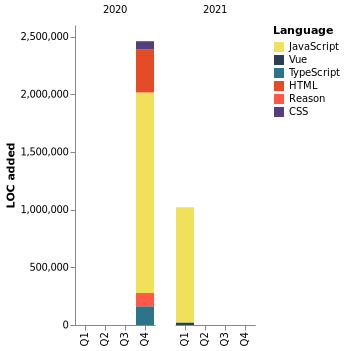 2020 2021
Language
JavaScript
Vue
TypeScript
HTML
Reason
CSS
LOC added
2,500,000
2,000,000
1,500,000
1,000,000
500,000
0
Q1 Q2 Q3 Q4 Q1 Q2 Q3 Q4